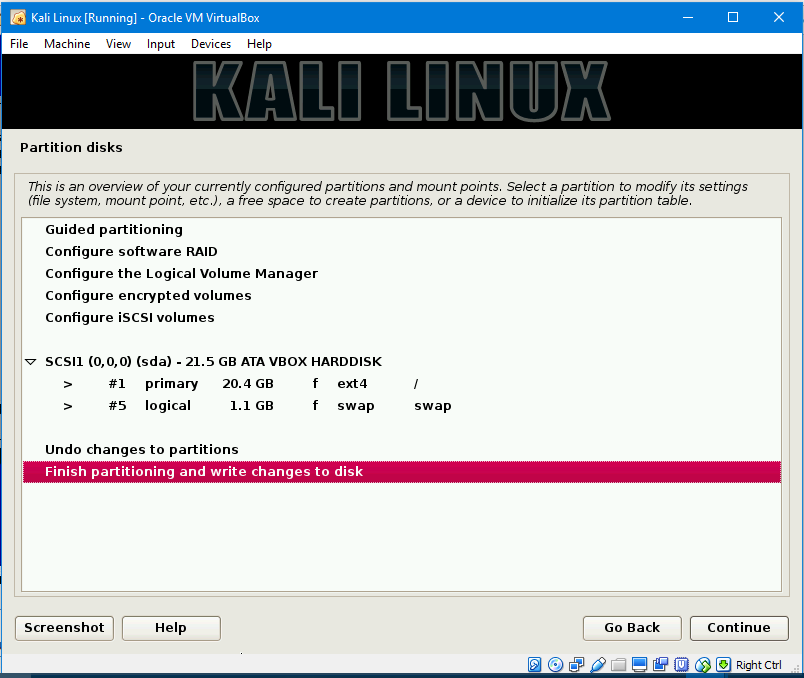 Kali Linux [Running] - Oracle VM VirtualBox
File Machine View Input Devices Help
KALI LINUX
Partition disks
This is an overview of your currently configured partitions and mount points. Select a partition to modify its settings
(file system, mount point, etc.), a free space to create partitions, or a device to initialize its partition table.
Guided partitioning
Configure software RAID
Configure the Logical Volume Manager
Configure encrypted volumes
Configure iSCSI volumes
SCSI1 (0,0,0) (sda) - 21.5 GB ATA VBOX HARDDISK
> #1 primary 20.4 GB f ext4 /
> #5 logical 1.1 GB f swap swap
Undo changes to partitions
Finish partitioning and write changes to disk
Screenshot Help Go Back Continue
Right Ctrl